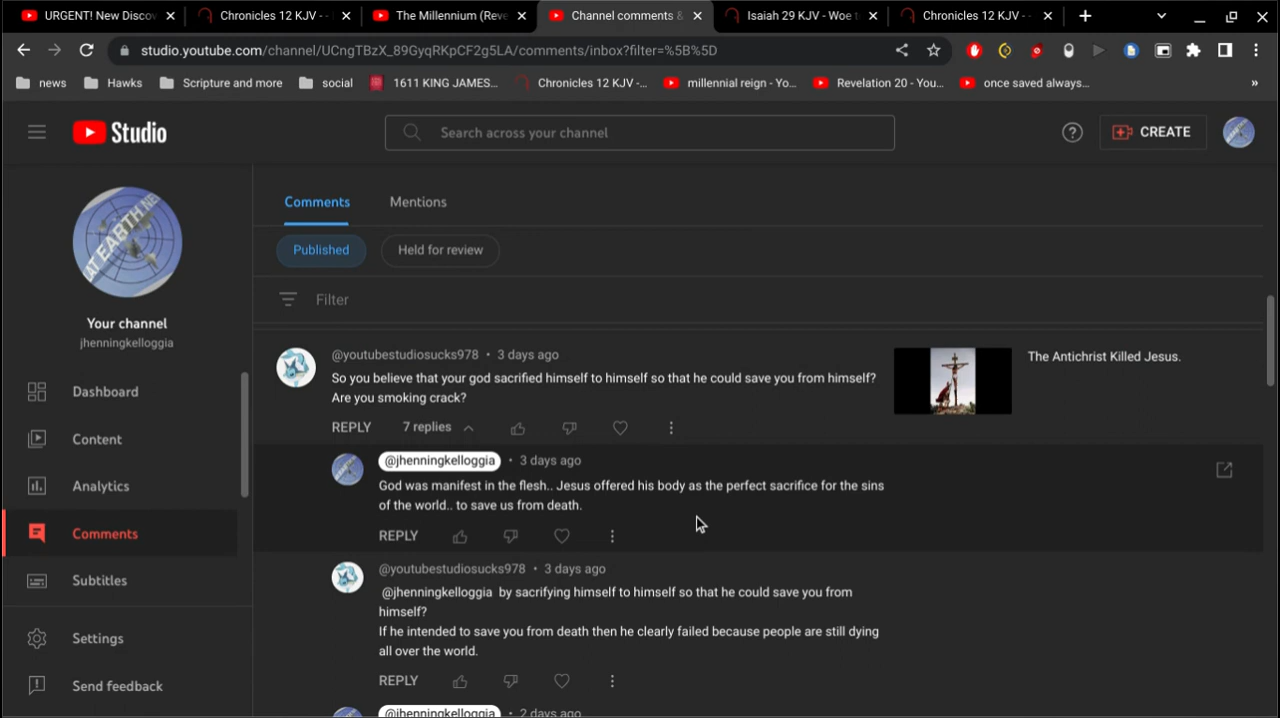 URGENT! New Discov
Chronicles 12 KJV - 
The Millennium (Reve
Channel comments &
Isaiah 29 KJV - Woe t
Chronicles 12 KJV - 
studio.youtube.com/channel/UCngTBzX_89GyqRKpCF2g5LA/comments/inbox?filter=%5B%5D
news
Hawks
Scripture and more
social
1611 KING JAMES...
Chronicles 12 KJV -...
millennial reign - Yo...
Revelation 20 - You...
once saved always...
»
Studio
Search across your channel
CREATE
AT EARTH NE
Your channel
jhenningkelloggia
Dashboard
Content
Analytics
Comments
Subtitles
Settings
Send feedback
Comments
Mentions
Published
Held for review
Filter
@youtubestudiosucks978 • 3 days ago
So you believe that your god sacrified himself to himself so that he could save you from himself?
Are you smoking crack?
REPLY
7 replies
The Antichrist Killed Jesus.
@jhenningkelloggia • 3 days ago
God was manifest in the flesh.. Jesus offered his body as the perfect sacrifice for the sins
of the world.. to save us from death.
REPLY
@youtubestudiosucks978 • 3 days ago
@jhenningkelloggia by sacrifying himself to himself so that he could save you from
himself?
If he intended to save you from death then he clearly failed because people are still dying
all over the world.
REPLY
@jhenningkelloggia • 2 days ago